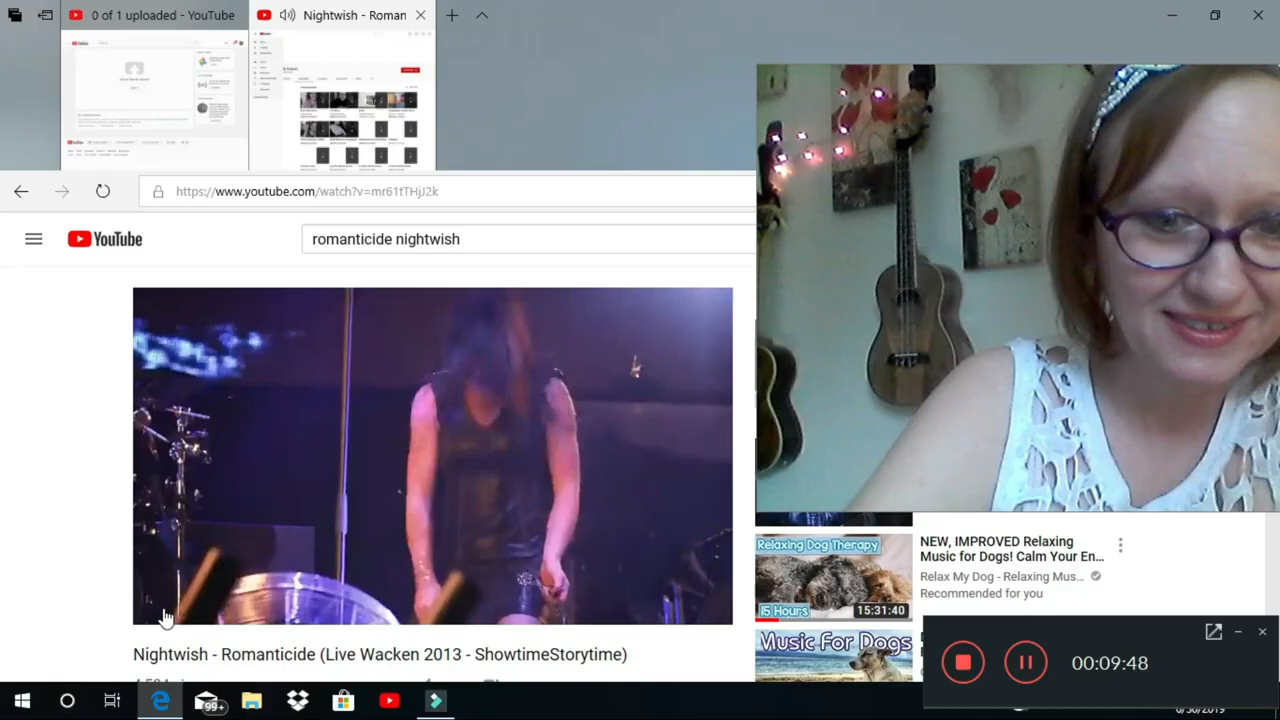 0 of 1 uploaded - YouTube
Nightwish - Roman
https://www.youtube.com/watch?v=mr61tTHjJ2k
YouTube
romanticide nightwish
Nightwish - Romanticide (Live Wacken 2013 - ShowtimeStorytime)
Relaxing Dog Therapy
15 Hours
15:31:40
NEW, IMPROVED Relaxing
Music for Dogs! Calm Your En...
Relax My Dog - Relaxing Mus...
Recommended for you
Music For Dogs
00:09:48
99+